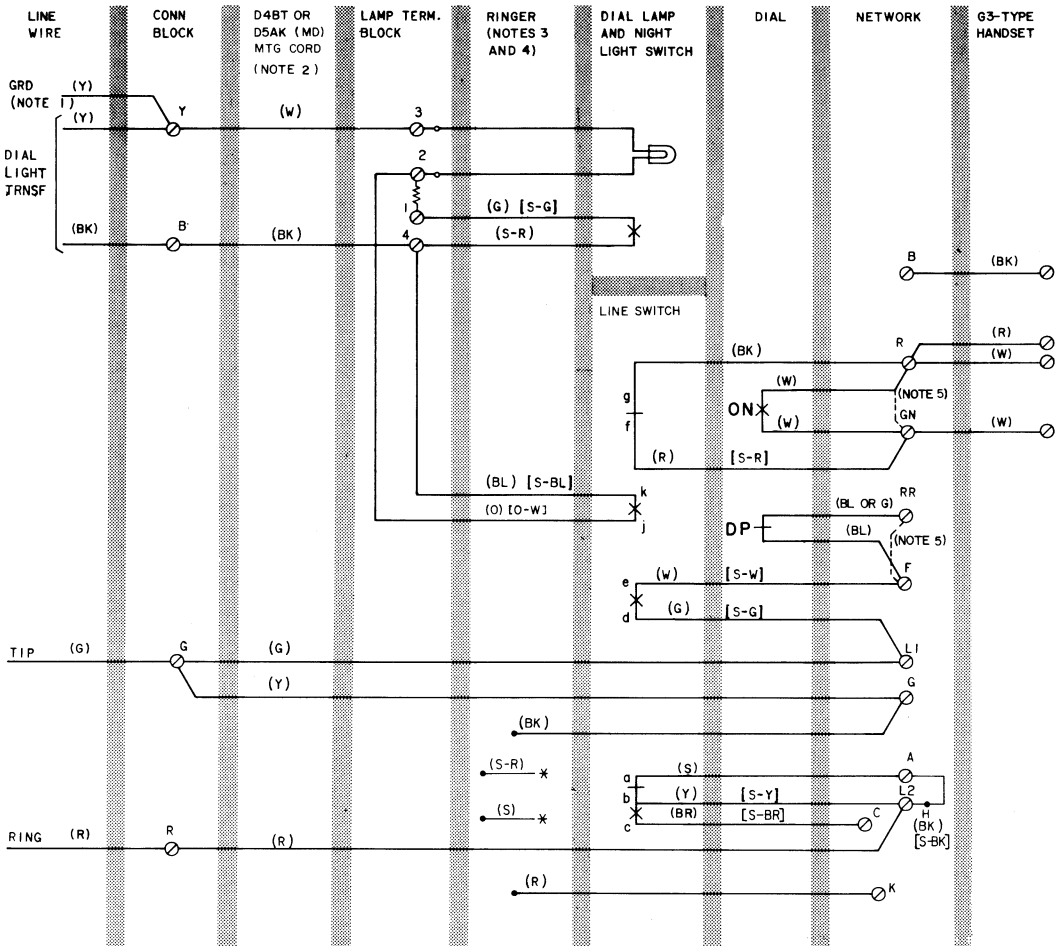 LINE WIRE
CONN BLOCK
D4BT OR D5AK (MD) MTG CORD (NOTE 2)
LAMP TERM. BLOCK
RINGER (NOTES 3 AND 4)
DIAL LAMP AND NIGHT LIGHT SWITCH
DIAL
NETWORK
G3-TYPE HANDSET
GRD (NOTE 1)
(Y)
(Y)
Y
(W)
3
DIAL LIGHT TRNSF
2
1
(G) [S-G]
(BK)
B
(BK)
4
(S-R)
B
(BK)
LINE SWITCH
(BK)
R
(R)
(W)
g
f
ON
(W)
(W)
(NOTE 5)
GN
(W)
(R)
[S-R]
(BL) [S-BL]
k
(O) [O-W]
j
DP
(BL OR G)
RR
(BL)
(NOTE 5)
F
e
(W)
[S-W]
d
(G)
[S-G]
TIP
(G)
G
(G)
L1
(Y)
G
(BK)
(S-R)
a
(S)
A
b
(Y)
[S-Y]
L2
(S)
c
(BR)
[S-BR]
C
H
(BK)
[S-BK]
RING
(R)
R
(R)
(R)
K